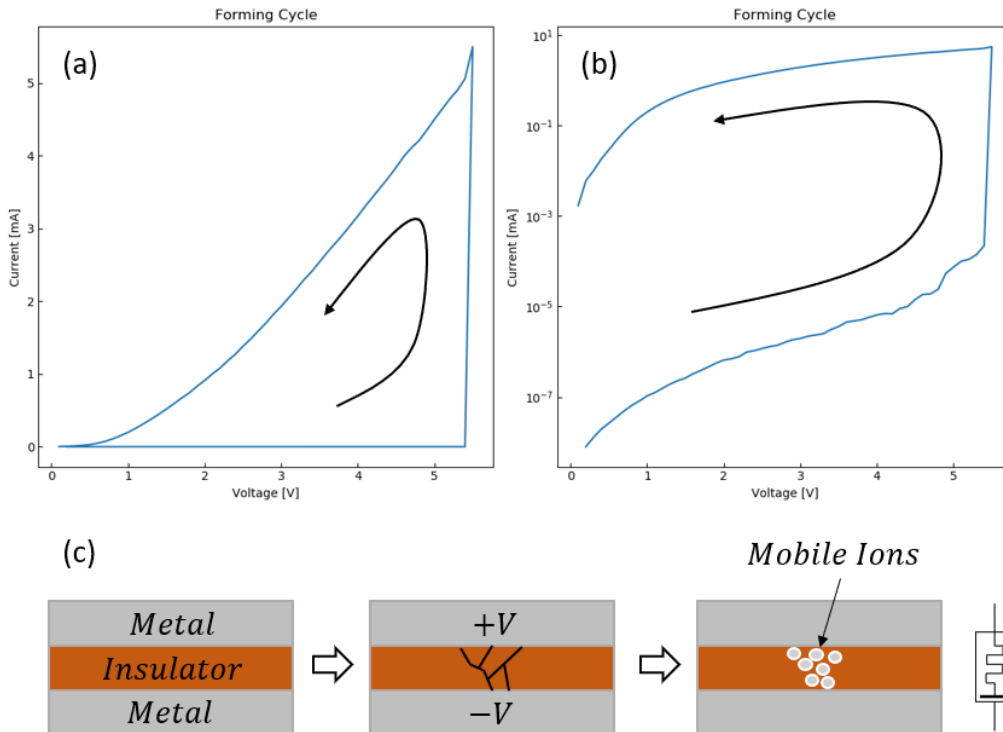 Forming Cycle
(a)
5
4
3
2
1
0
Current [mA]
0
1
2
3
4
5
Voltage [V]
Forming Cycle
(b)
10¹
10⁻¹
10⁻³
10⁻⁵
10⁻⁷
Current [mA]
0
1
2
3
4
5
Voltage [V]
(c)
Mobile Ions
Metal
Insulator
Metal
+V
−V